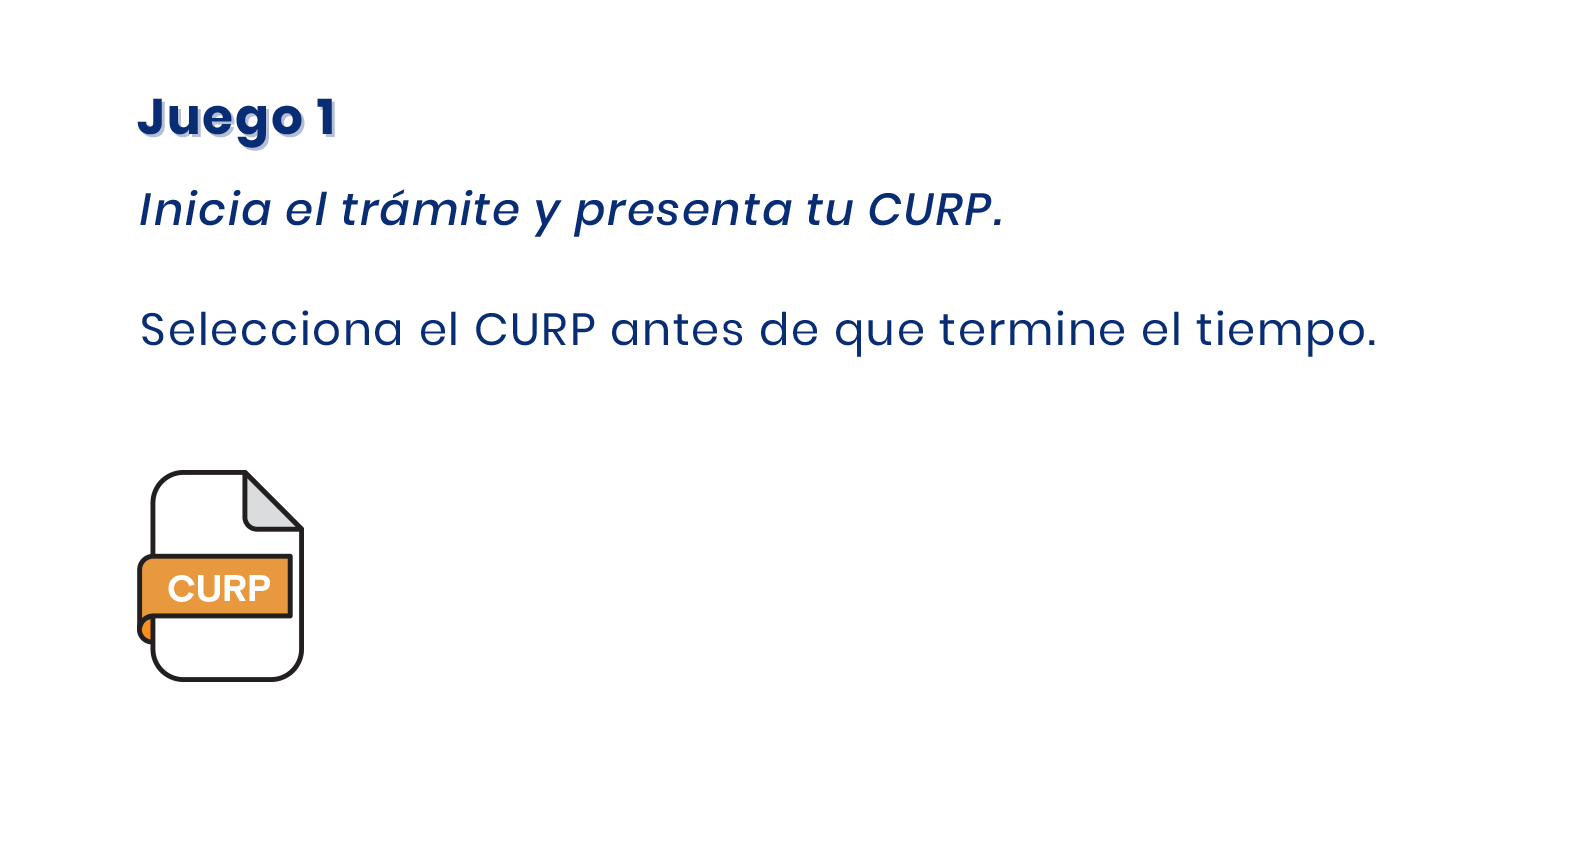 Juego 1
Inicia el trámite y presenta tu CURP.
Selecciona el CURP antes de que termine el tiempo.
CURP